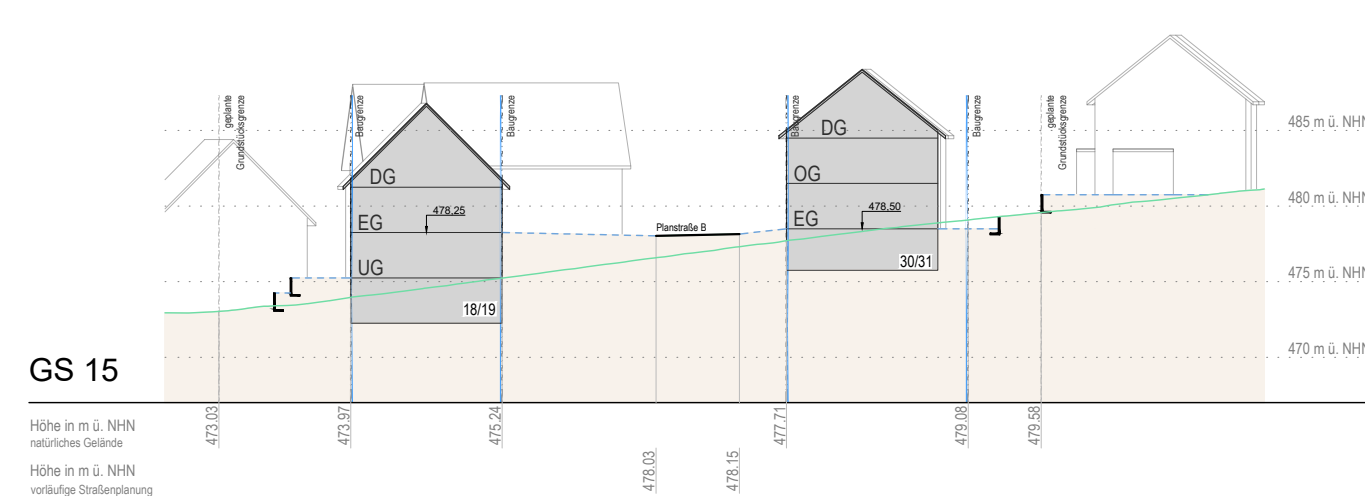 geplante
Grundstücksgrenze
Baugrenze
Baugrenze
Baugrenze
Baugrenze
geplante
Grundstücksgrenze
485 m ü. NHN
480 m ü. NHN
475 m ü. NHN
470 m ü. NHN
DG
478,25
EG
UG
18/19
Planstraße B
DG
OG
478,50
EG
30/31
GS 15
Höhe in m ü. NHN
natürliches Gelände
473.03
473.97
475.24
477.71
479.08
479.58
Höhe in m ü. NHN
vorläufige Straßenplanung
478.03
478.15